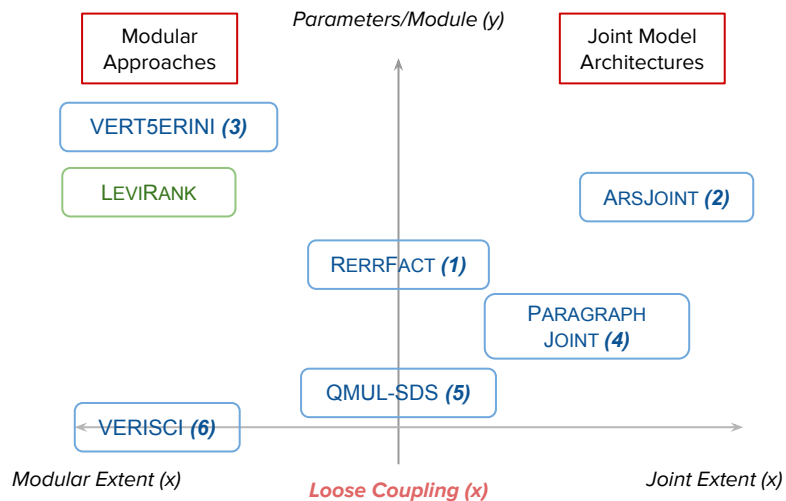 Parameters/Module (y)
Modular
Approaches
Joint Model
Architectures
VERT5ERINI (3)
LEVIRANK
ARSJOINT (2)
RERRFACT (1)
PARAGRAPH
JOINT (4)
QMUL-SDS (5)
VERISCI (6)
Modular Extent (x)
Loose Coupling (x)
Joint Extent (x)